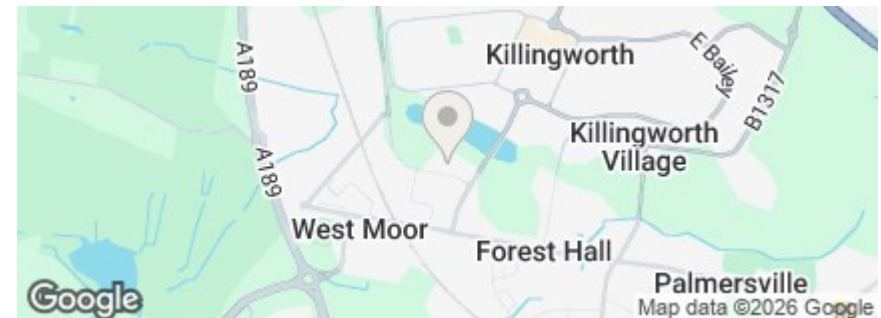 A189
Killingworth
E Bailey
B1317
Killingworth
Village
A189
West Moor
Forest Hall
Palmersville
Google
Map data ©2026 Google